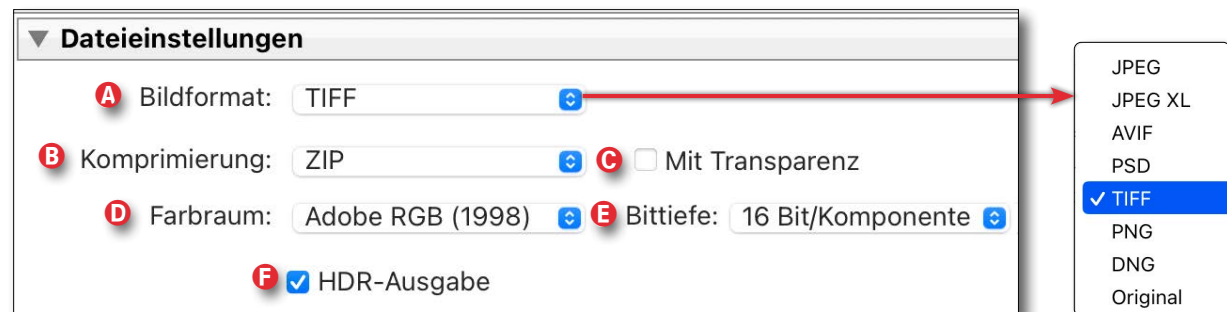 Dateieinstellungen
A Bildformat: TIFF
B Komprimierung: ZIP C Mit Transparenz
D Farbraum: Adobe RGB (1998) E Bittiefe: 16 Bit/Komponente
F HDR-Ausgabe
JPEG
JPEG XL
AVIF
PSD
✓ TIFF
PNG
DNG
Original